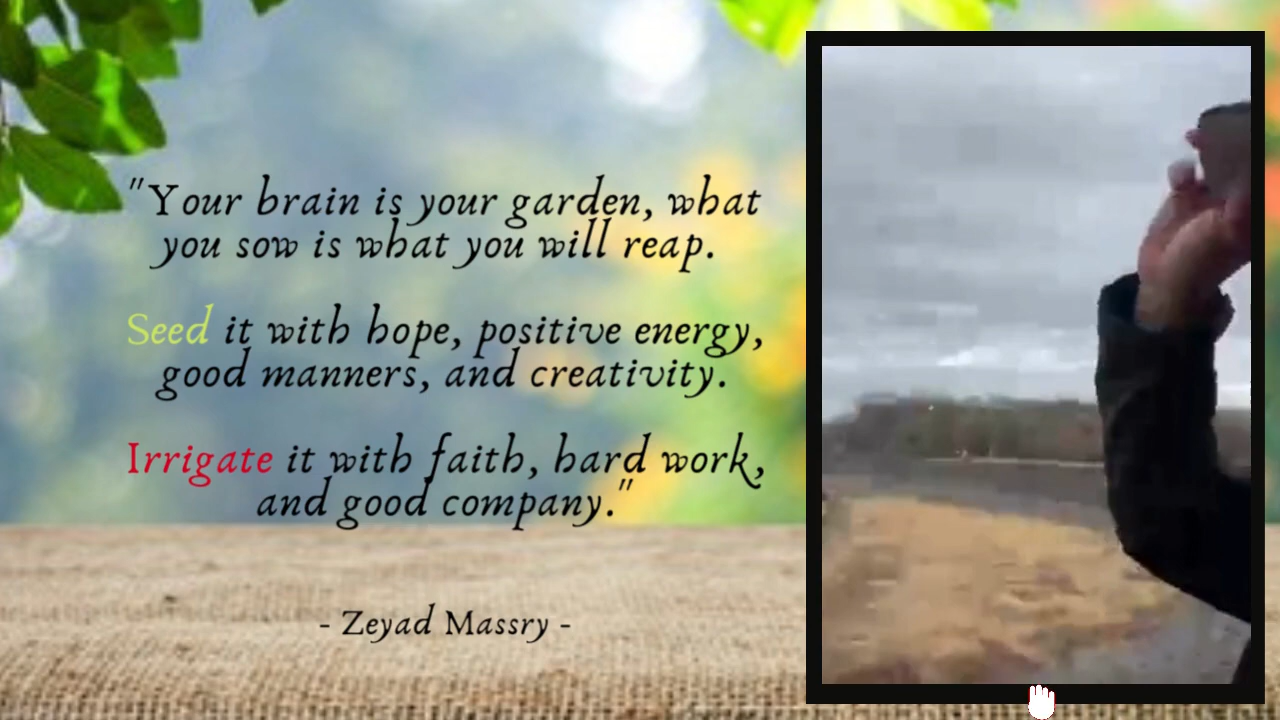 "Your brain is your garden, what
you sow is what you will reap.
Seed it with hope, positive energy,
good manners, and creativity.
Irrigate it with faith, hard work,
and good company."
- Zeyad Massry -